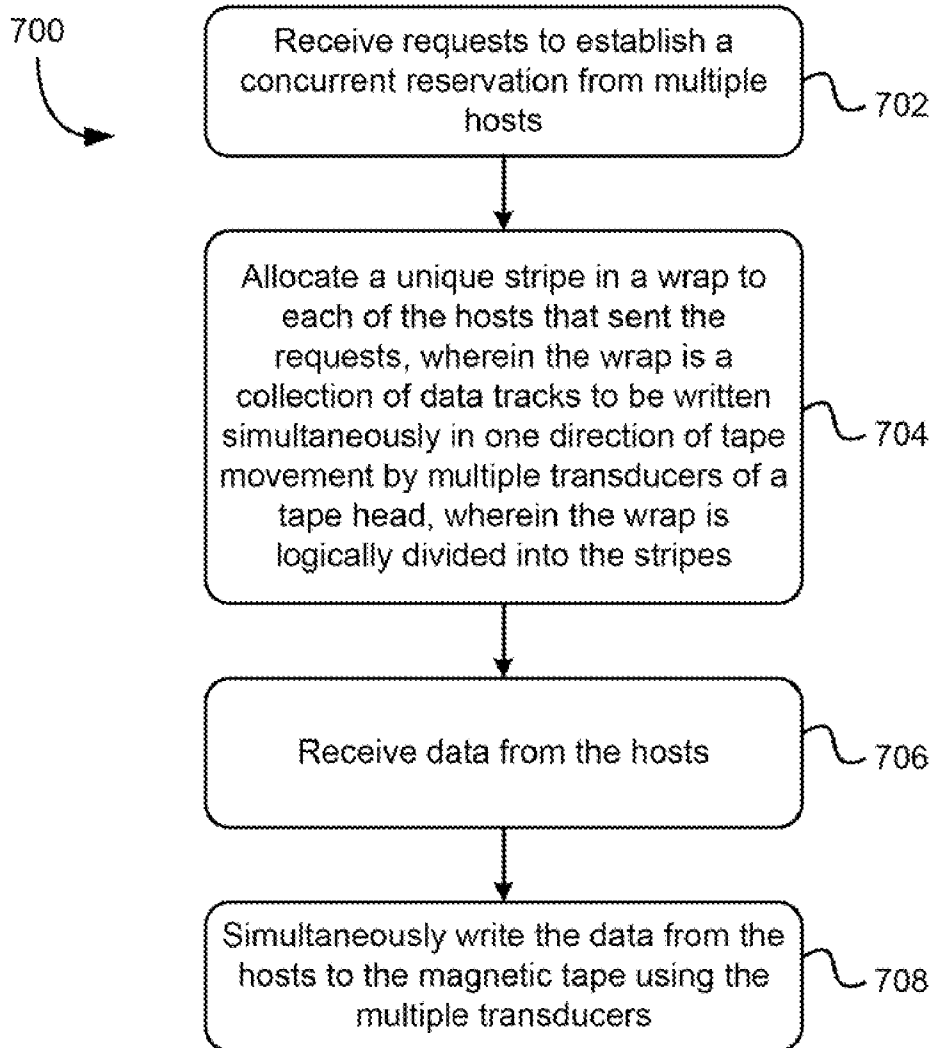 700
Receive requests to establish a
concurrent reservation from multiple
hosts
702
Allocate a unique stripe in a wrap to
each of the hosts that sent the
requests, wherein the wrap is a
collection of data tracks to be written
simultaneously in one direction of tape
movement by multiple transducers of a
tape head, wherein the wrap is
logically divided into the stripes
704
Receive data from the hosts
706
Simultaneously write the data from the
hosts to the magnetic tape using the
multiple transducers
708